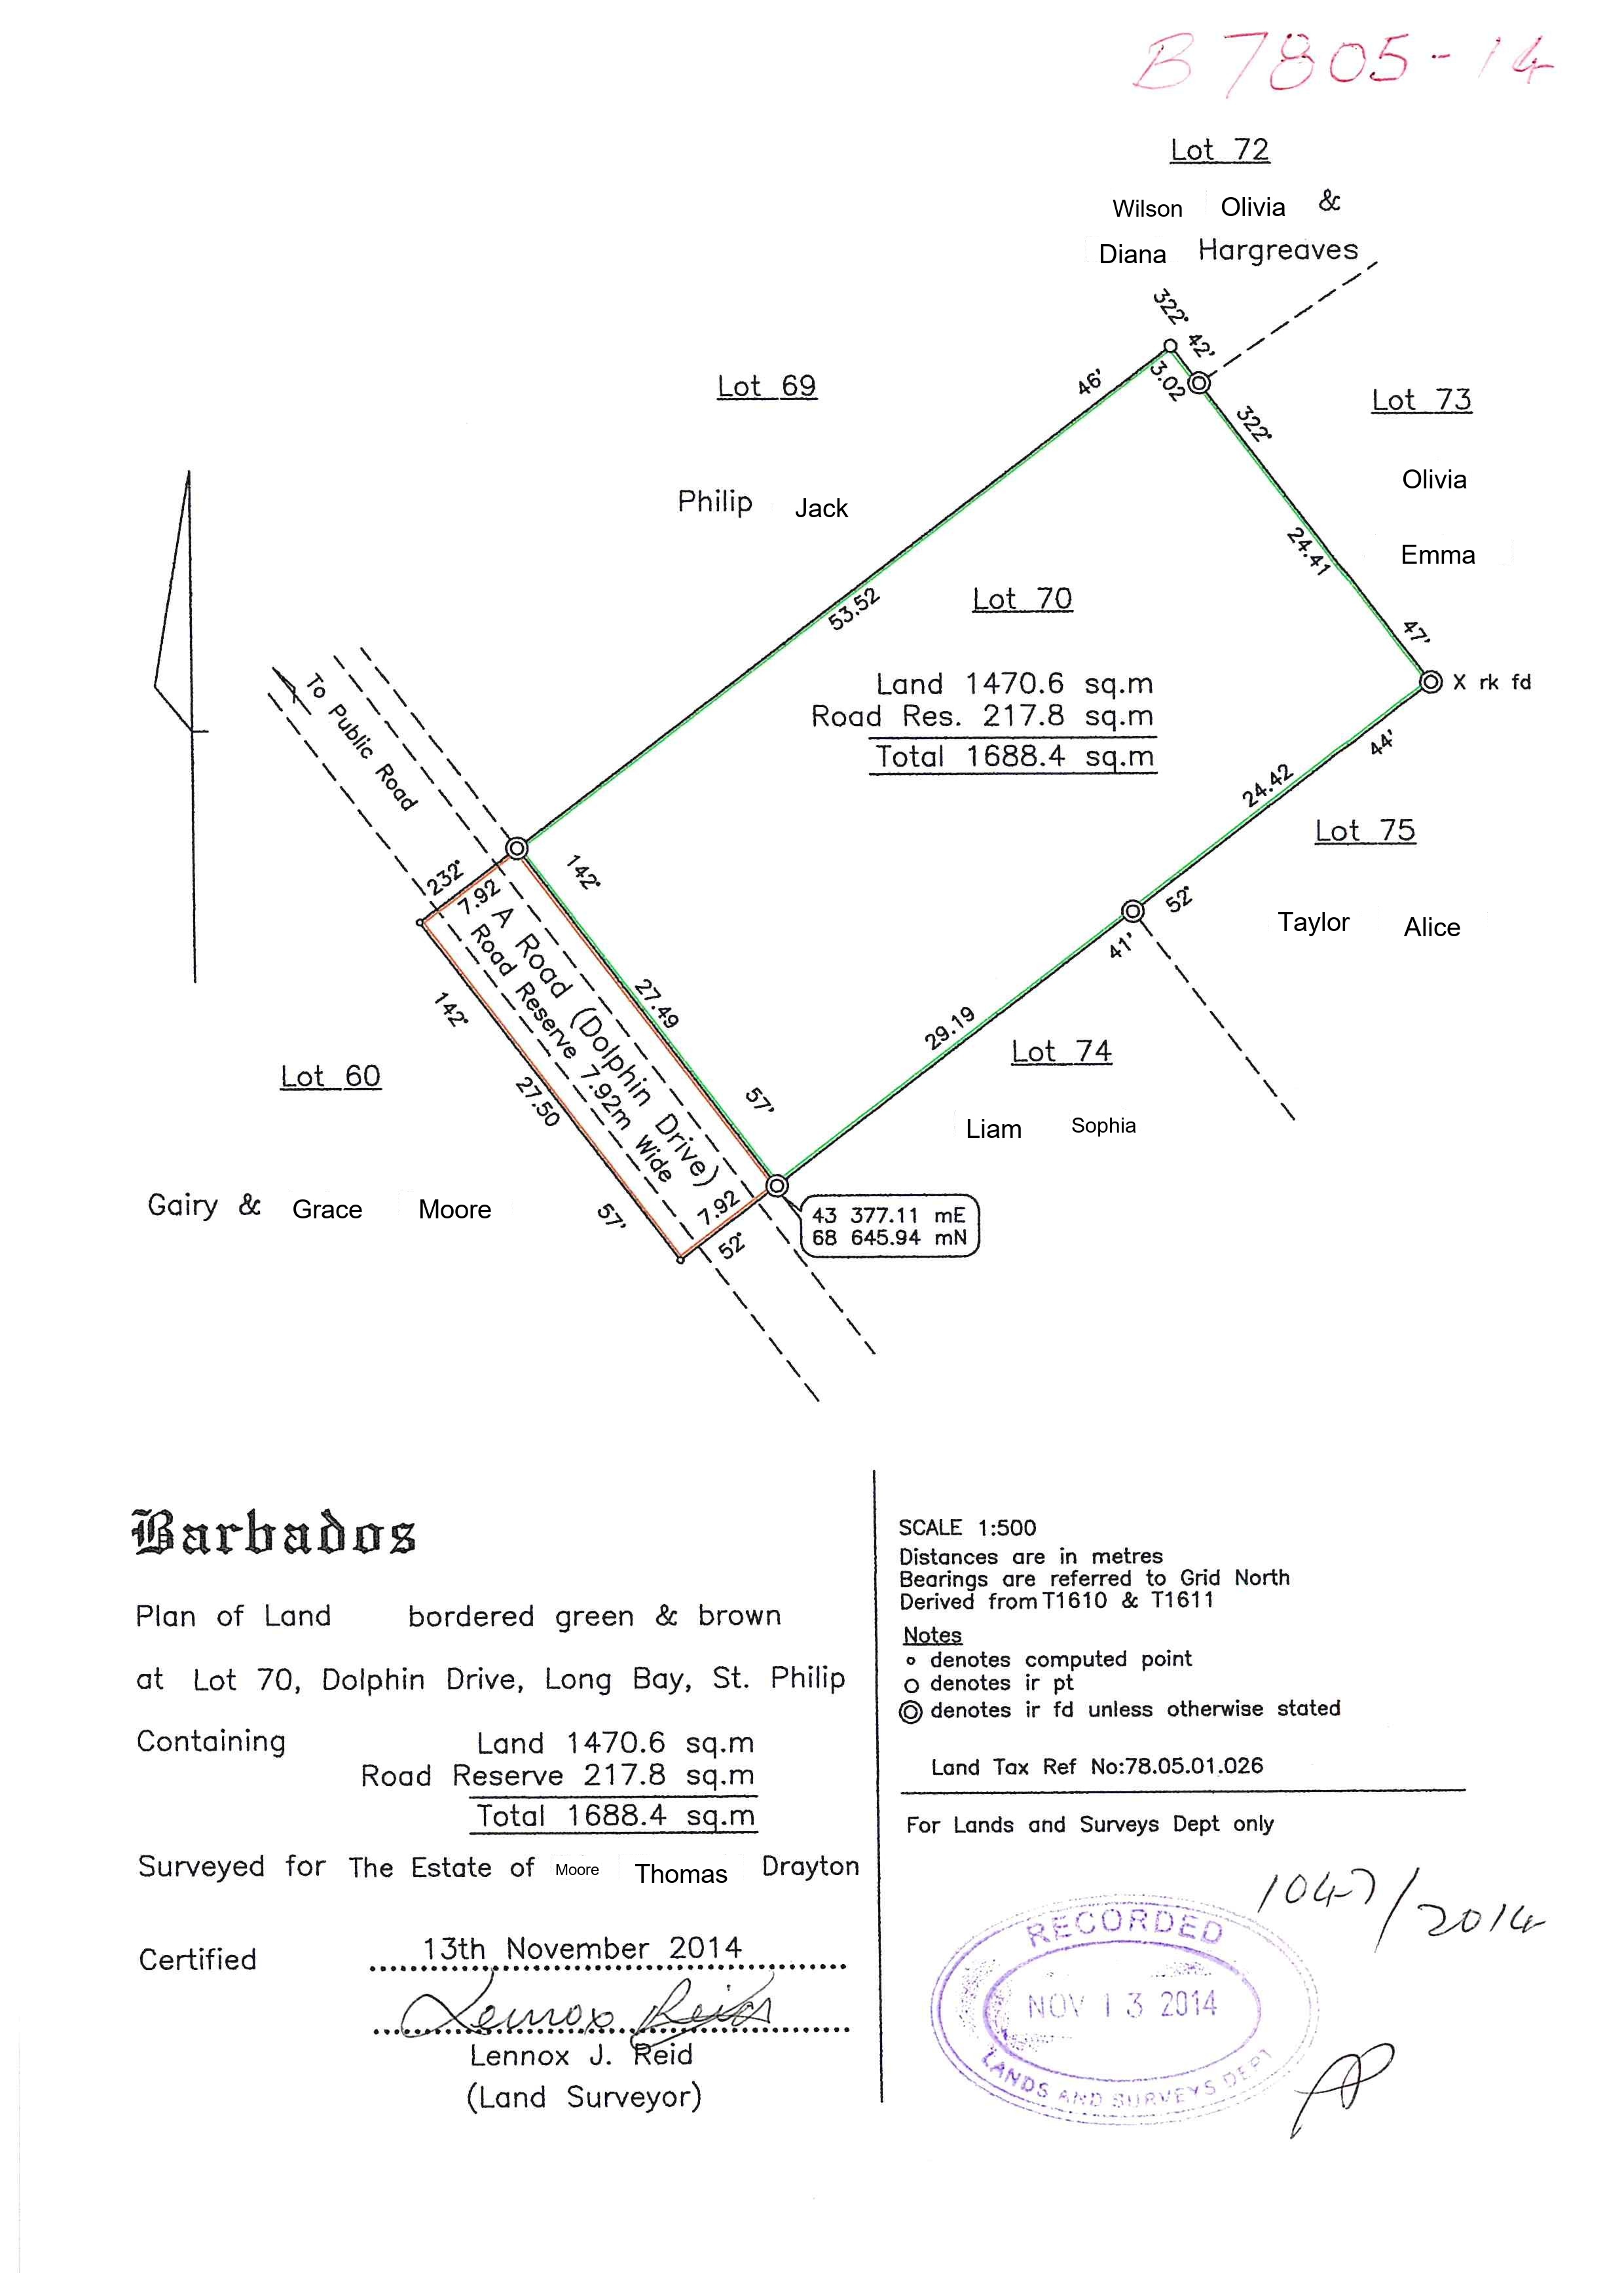 B 7805-14
Lot 72
Wilson Olivia &
Diana Hargreaves
322°
42'
3.02
46'
Lot 69
Philip Jack
322°
24.41
47'
Lot 73
Olivia
Emma
53.52
Lot 70
Land 1470.6 sq.m
Road Res. 217.8 sq.m
Total 1688.4 sq.m
X rk fd
To Public Road
44'
24.42
52°
Lot 75
Taylor Alice
232°
7.92
142°
A Road (Dolphin Drive)
Road Reserve 7.92m Wide
27.49
57'
41'
29.19
Lot 74
Liam Sophia
142°
27.50
57'
Lot 60
Gairy & Grace Moore
7.92
52°
43 377.11 mE
68 645.94 mN
Barbados
Plan of Land bordered green & brown
at Lot 70, Dolphin Drive, Long Bay, St. Philip
Containing Land 1470.6 sq.m
Road Reserve 217.8 sq.m
Total 1688.4 sq.m
Surveyed for The Estate of Moore Thomas Drayton
Certified 13th November 2014
Lennox Reid
Lennox J. Reid
(Land Surveyor)
SCALE 1:500
Distances are in metres
Bearings are referred to Grid North
Derived from T1610 & T1611
Notes
denotes computed point
denotes ir pt
denotes ir fd unless otherwise stated
Land Tax Ref No:78.05.01.026
For Lands and Surveys Dept only
1047/2014
RECORDED
NOV 13 2014
LANDS AND SURVEYS DEPT